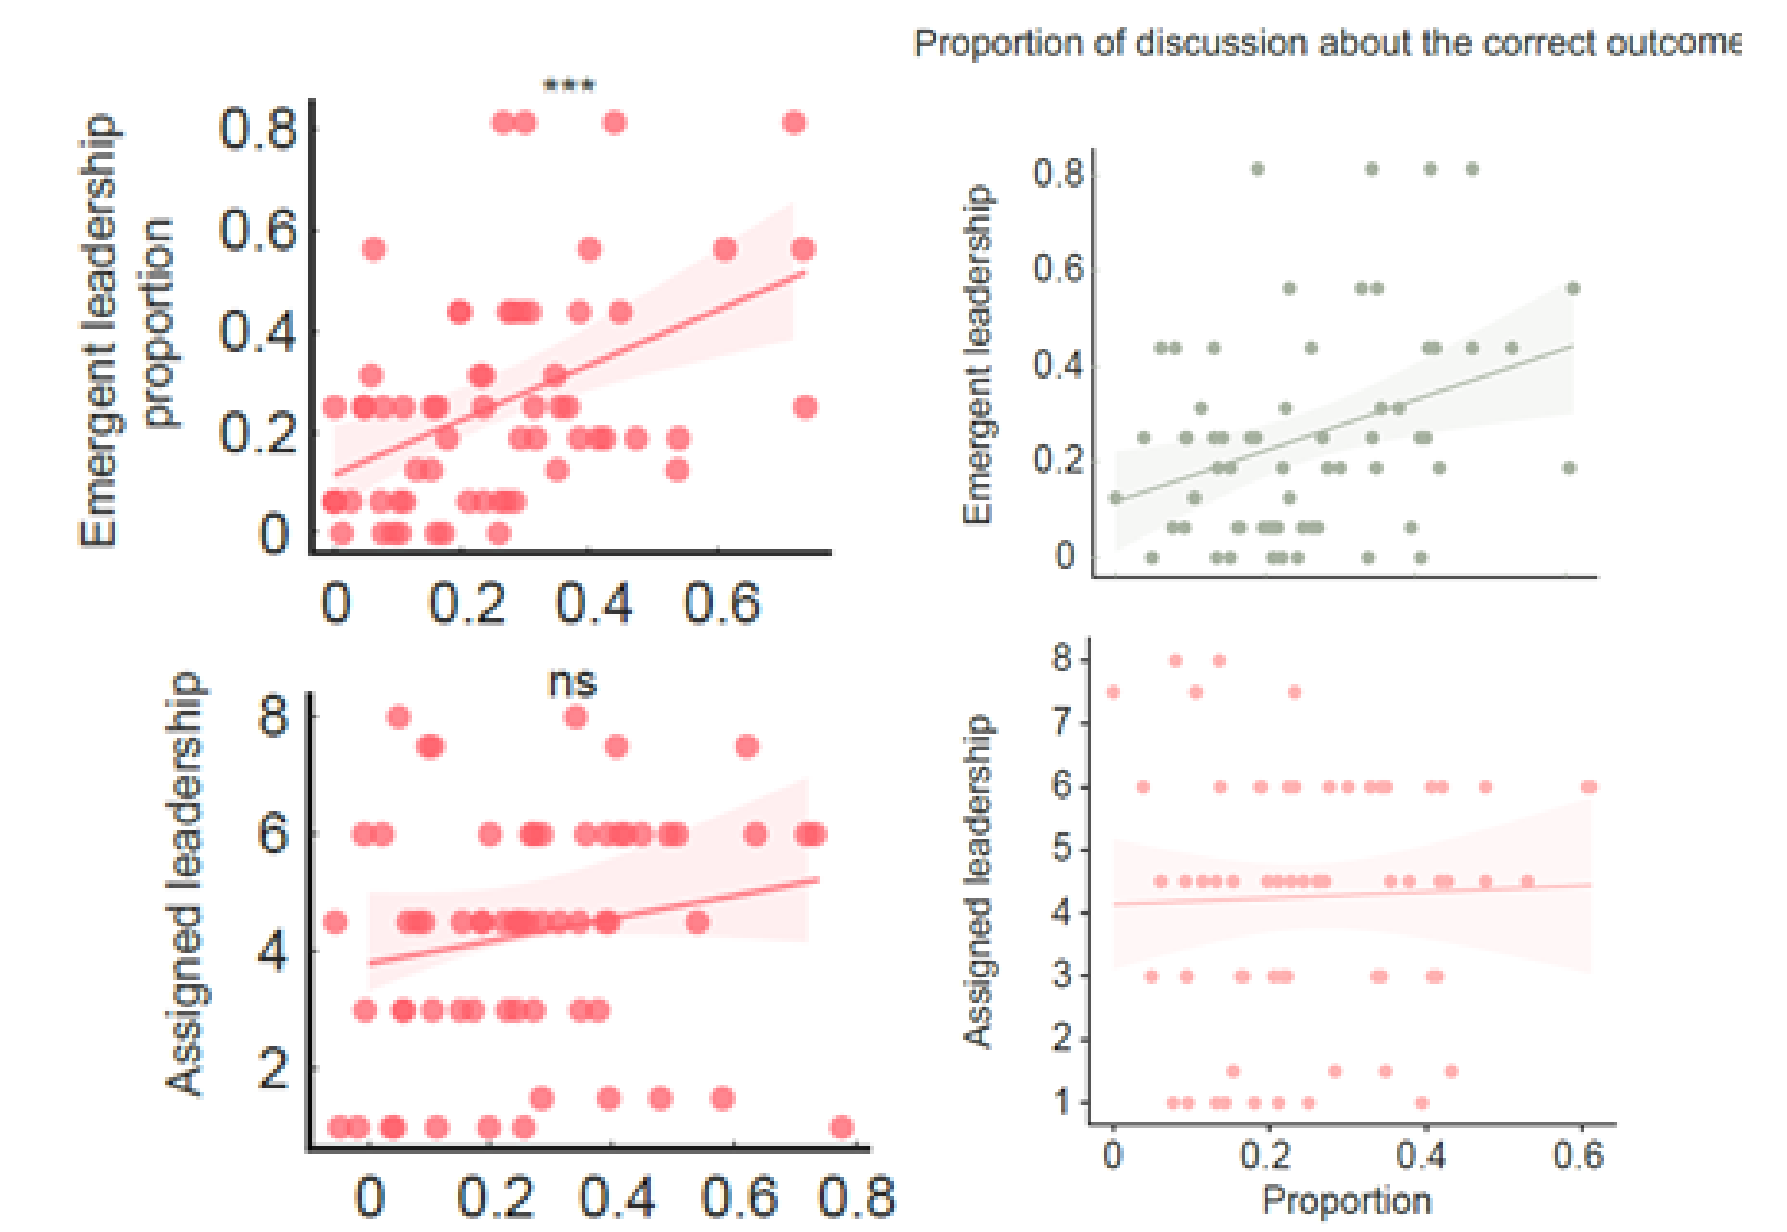 Proportion of discussion about the correct outcome
***
Emergent leadership
proportion
0.8
0.6
0.4
0.2
0
0 0.2 0.4 0.6
Emergent leadership
0.8
0.6
0.4
0.2
0
ns
Assigned leadership
8
6
4
2
0 0.2 0.4 0.6 0.8
Assigned leadership
8
7
6
5
4
3
2
1
0 0.2 0.4 0.6
Proportion